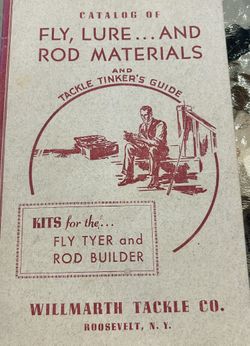 CATALOG OF
FLY, LURE...AND
ROD MATERIALS
AND
TACKLE TINKER'S GUIDE
KITS for the...
FLY TYER and
ROD BUILDER
WILLMARTH TACKLE CO.
ROOSEVELT, N. Y.